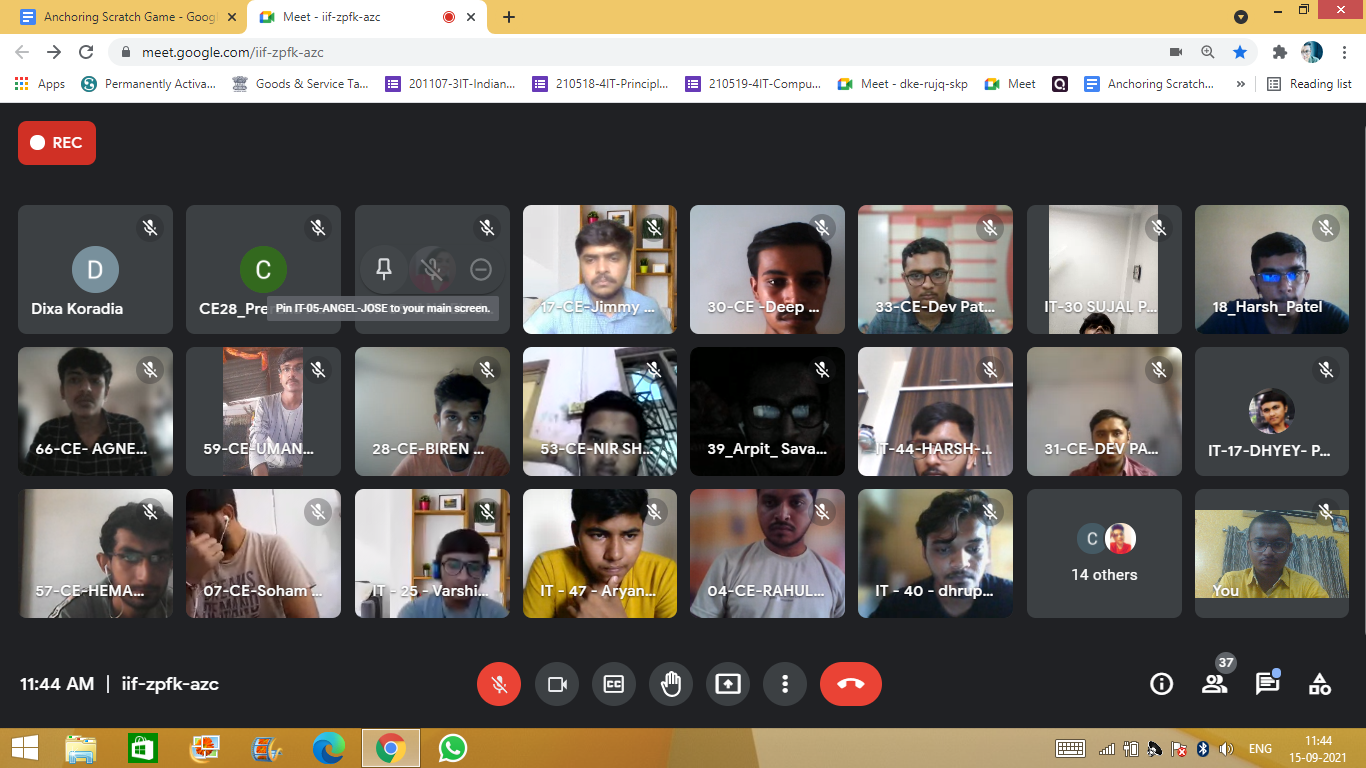 Anchoring Scratch Game - Goog
Meet - iif-zpfk-azc
meet.google.com/iif-zpfk-azc
Apps
Permanently Activa...
Goods & Service Ta...
201107-3IT-Indian...
210518-4IT-Principl...
210519-4IT-Compu...
Meet - dke-rujq-skp
Meet
Anchoring Scratch...
»
Reading list
REC
D
Dixa Koradia
C
CE28_Pre
Pin IT-05-ANGEL-JOSE to your main screen.
17-CE-Jimmy ...
30-CE -Deep ...
33-CE-Dev Pat...
IT-30 SUJAL P...
18_Harsh_Patel
66-CE- AGNE...
59-CE-UMAN...
28-CE-BIREN ...
53-CE-NIR SH...
39_Arpit_ Sava...
IT-44-HARSH-...
31-CE-DEV PA...
IT-17-DHYEY- P...
57-CE-HEMA...
07-CE-Soham ...
IT - 25 - Varshi...
IT - 47 - Aryan...
04-CE-RAHUL...
IT - 40 - dhrup...
C
14 others
You
11:44 AM | iif-zpfk-azc
CC
37
ENG
11:44
15-09-2021